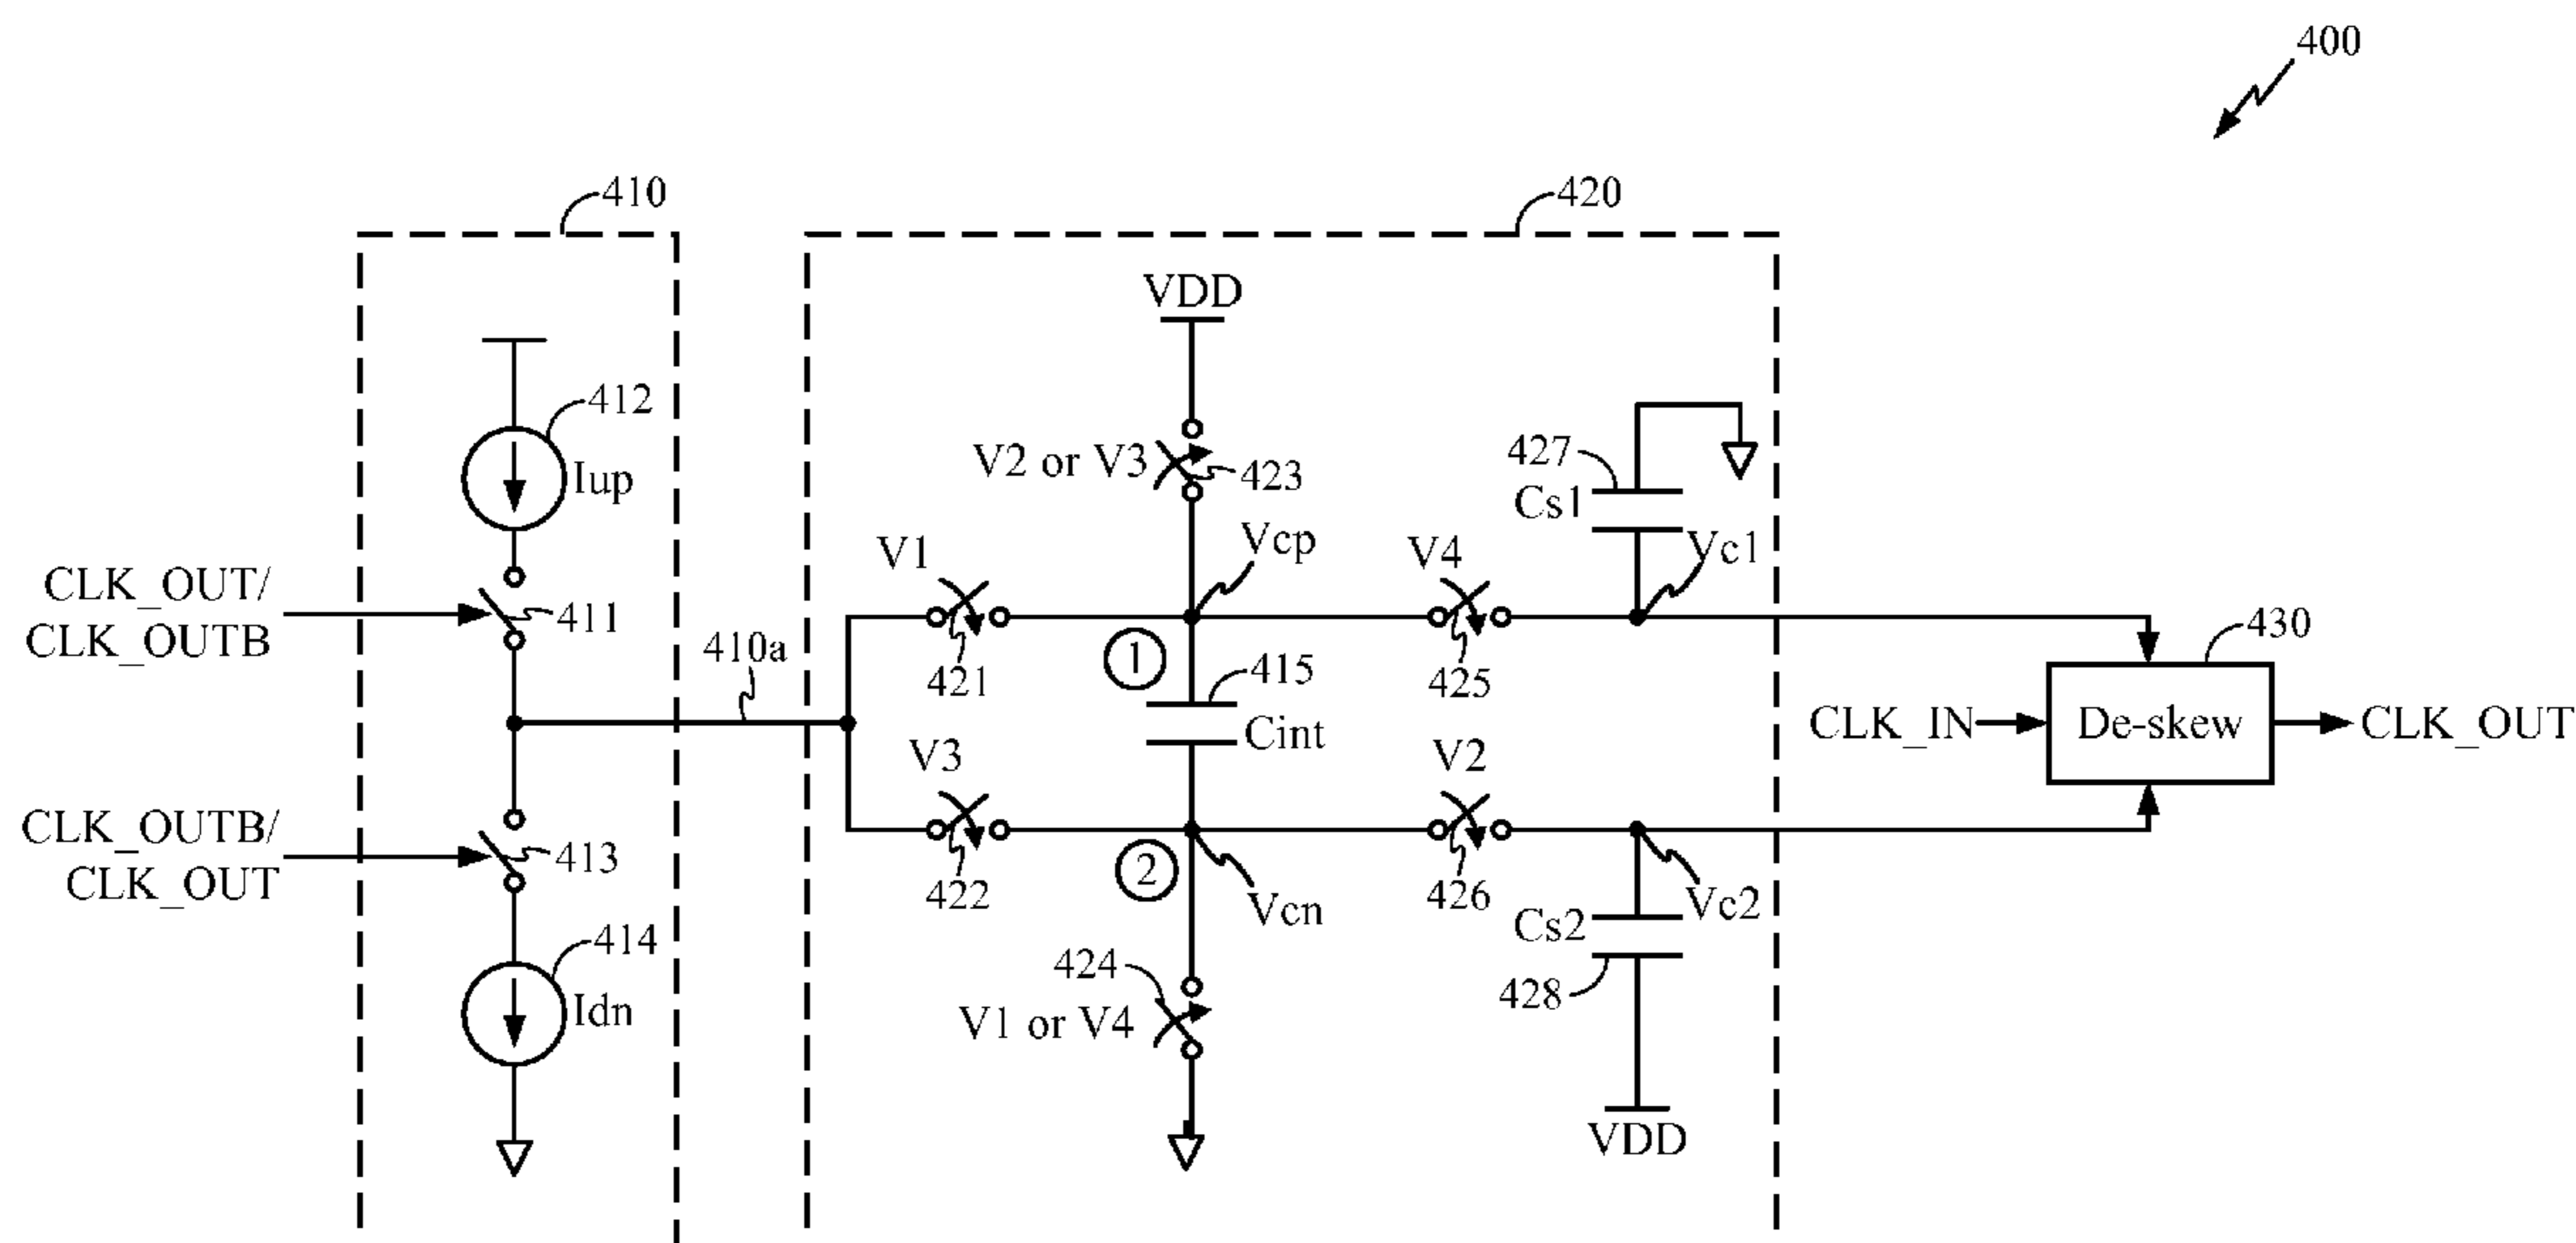 400
410
420
VDD
412
Iup
V2 or V3
423
427
Cs1
Vcp
Vc1
V1
V4
CLK_OUT/
CLK_OUTB
411
421
425
430
410a
1
415
Cint
CLK_IN
De-skew
CLK_OUT
V3
V2
CLK_OUTB/
CLK_OUT
413
422
2
Vcn
426
Cs2
Vc2
414
Idn
424
V1 or V4
428
VDD